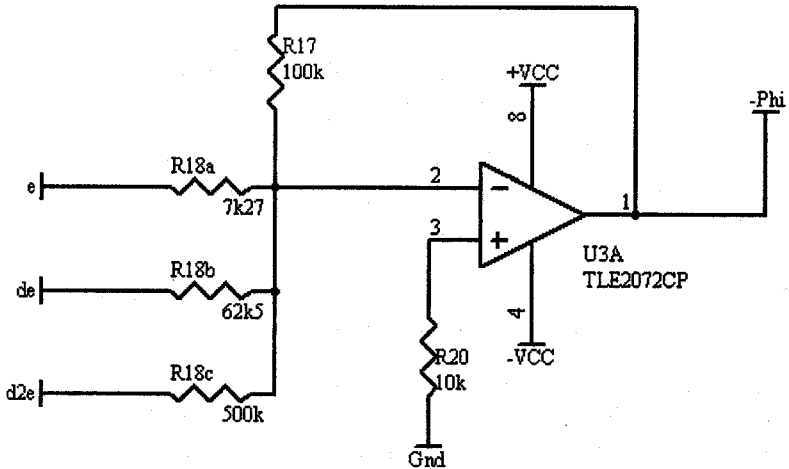 R17
100k
+VCC
-Phi
8
R18a
e
7k27
2
1
3
U3A
TLE2072CP
R18b
de
62k5
4
R20
10k
-VCC
R18c
d2e
500k
Gnd